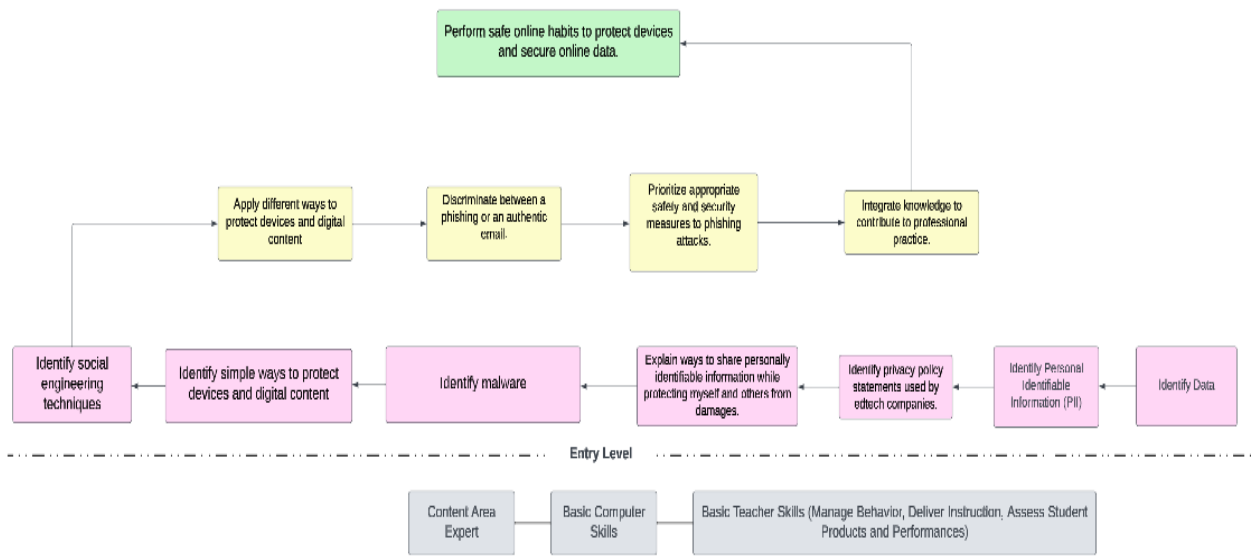 Perform safe online habits to protect devices
and secure online data.
Apply different ways to
protect devices and digital
content
Discriminate between a
phishing or an authentic
email.
Prioritize appropriate
safety and security
measures to phishing
attacks.
Integrate knowledge to
contribute to professional
practice.
Identify social
engineering
techniques
Identify simple ways to protect
devices and digital content
Identify malware
Explain ways to share personally
identifiable information while
protecting myself and others from
damages.
Identify privacy policy
statements used by
edtech companies.
Identify Personal
Identifiable
Information (PII)
Identify Data
Entry Level
Content Area
Expert
Basic Computer
Skills
Basic Teacher Skills (Manage Behavior, Deliver Instruction, Assess Student
Products and Performances)